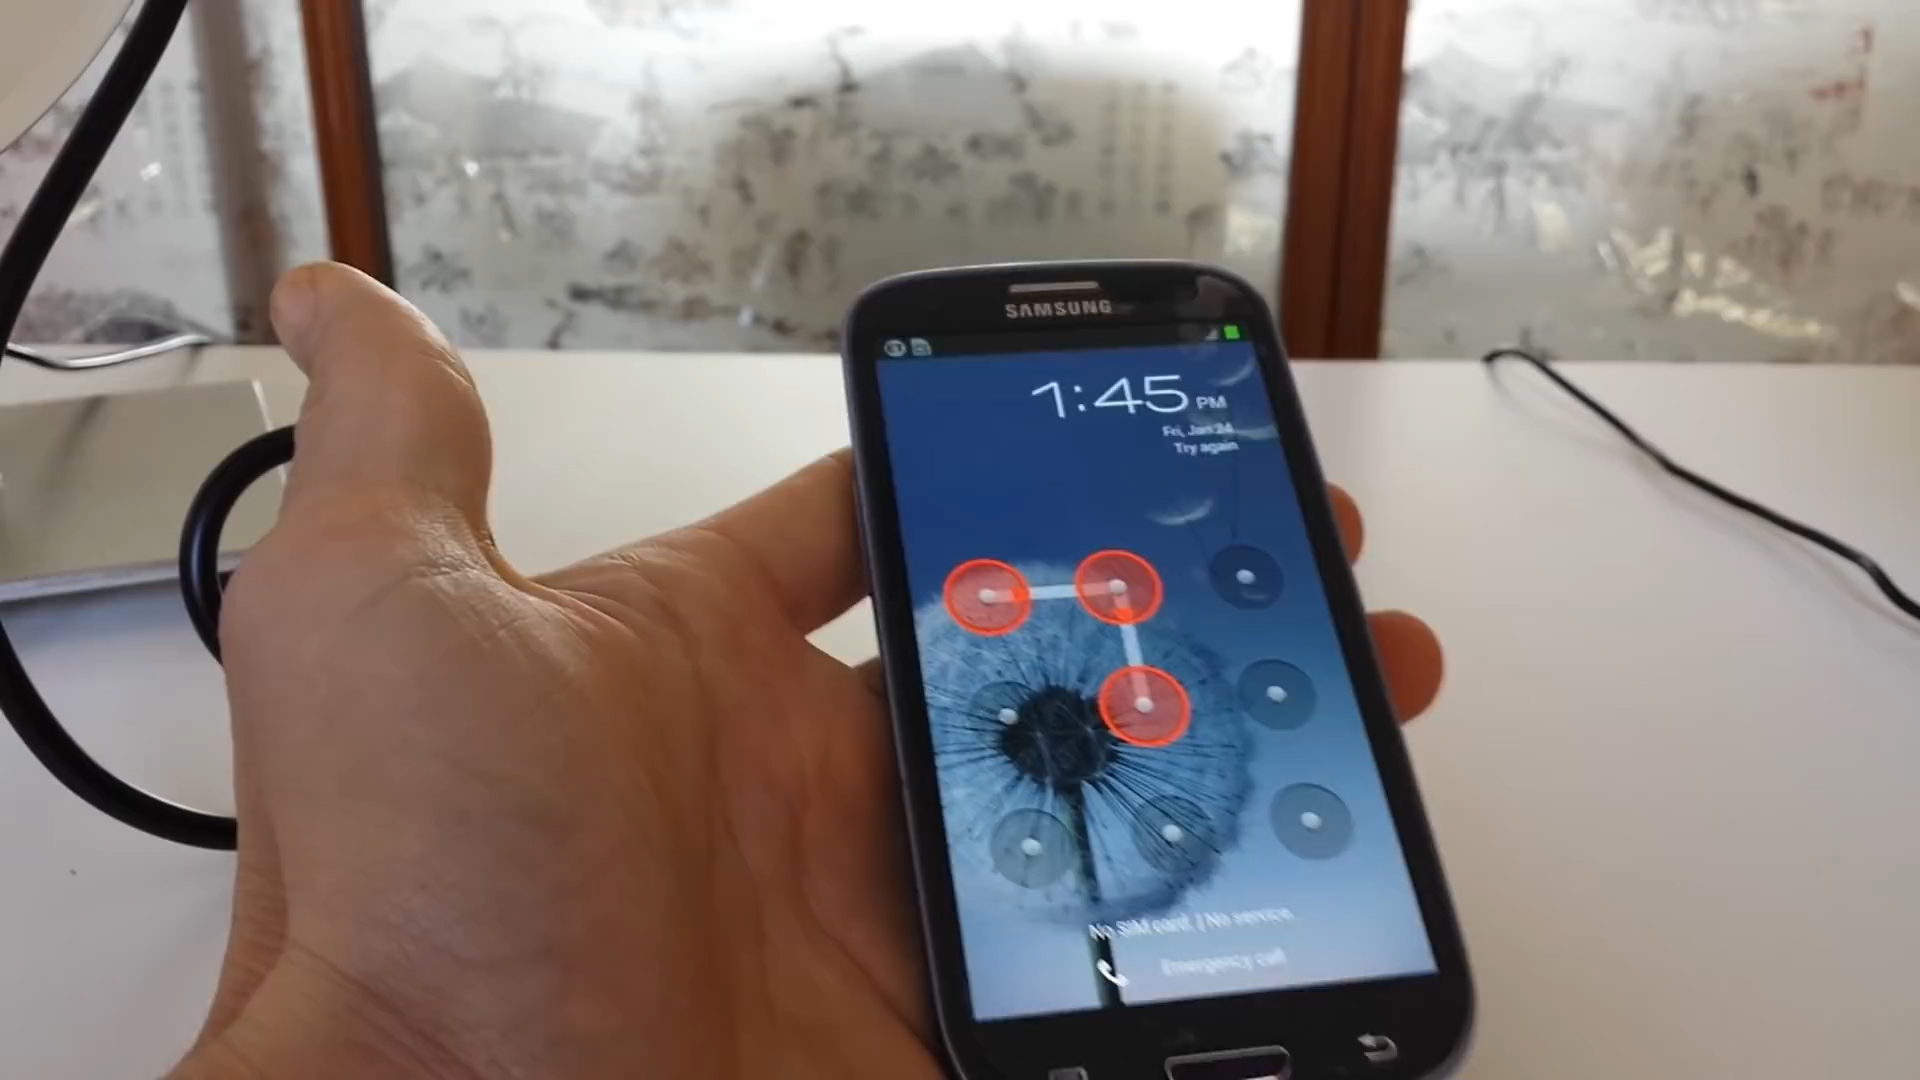 SAMSUNG
1:45 PM
Fri, Jan 24
Try again
No SIM card. / No service.
Emergency call